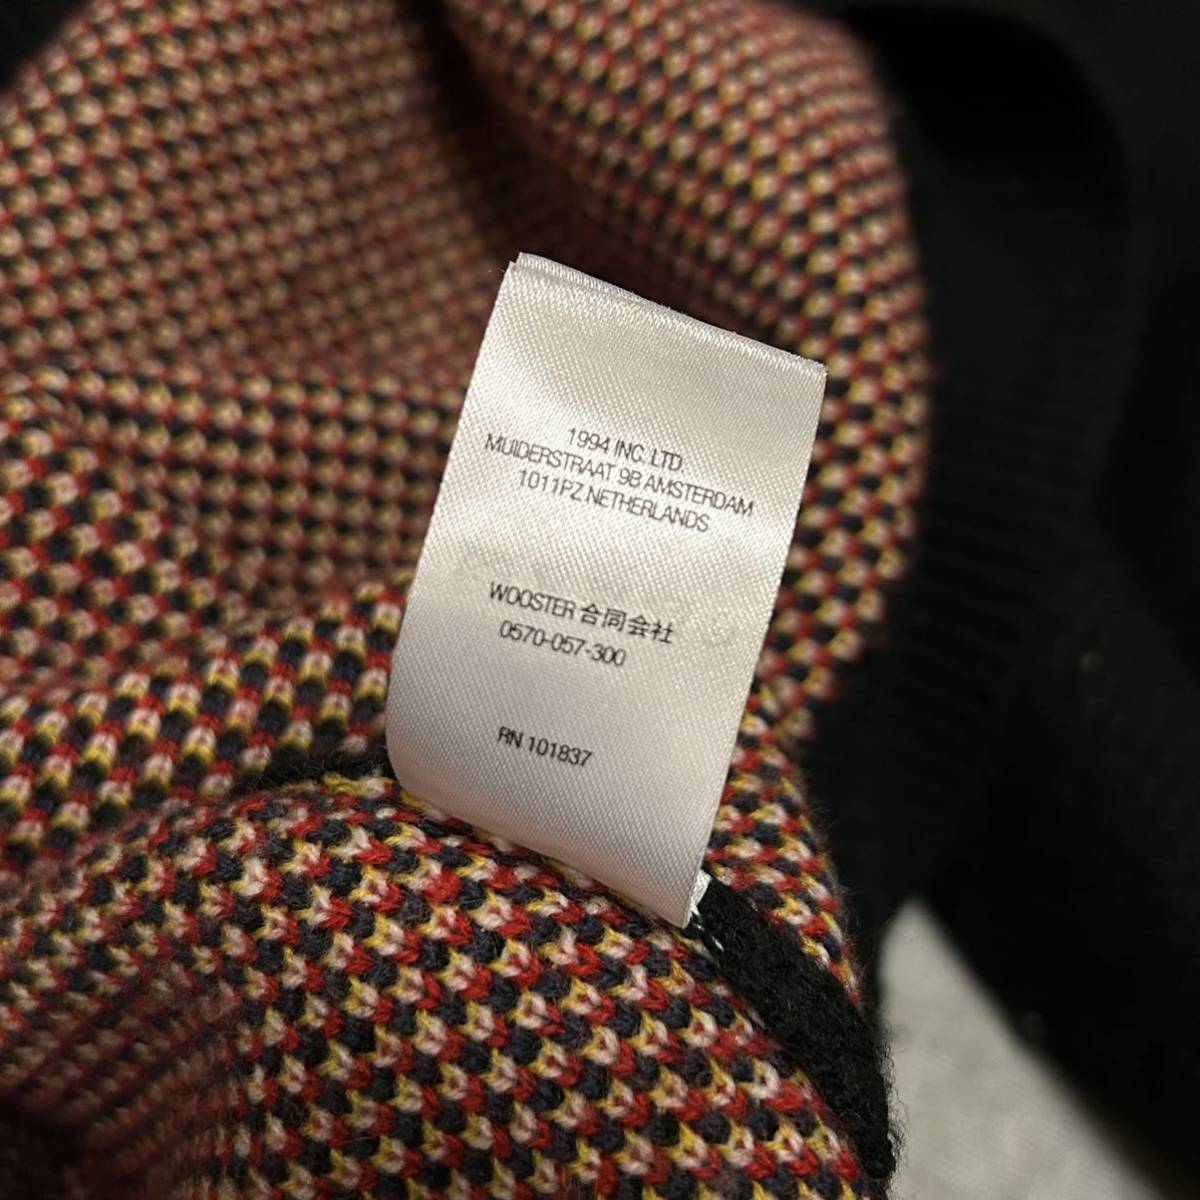 1994 INC. LTD
MUIDERSTRAAT 9B AMSTERDAM
1011PZ NETHERLANDS
WOOSTER 合同会社
0570-057-300
RN 101837